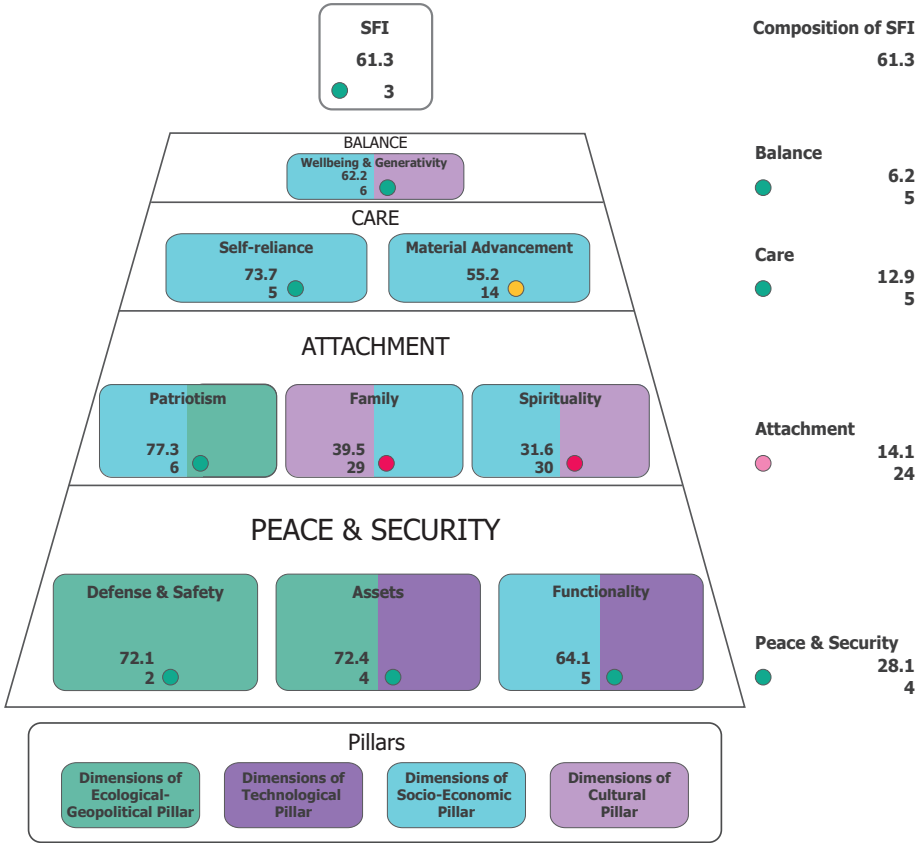 SFI
61.3
3
Composition of SFI
61.3
BALANCE
Wellbeing & Generativity
62.2
6
Balance
6.2
5
CARE
Self-reliance
73.7
5
Material Advancement
55.2
14
Care
12.9
5
ATTACHMENT
Patriotism
77.3
6
Family
39.5
29
Spirituality
31.6
30
Attachment
14.1
24
PEACE & SECURITY
Defense & Safety
72.1
2
Assets
72.4
4
Functionality
64.1
5
Peace & Security
28.1
4
Pillars
Dimensions of
Ecological-
Geopolitical Pillar
Dimensions of
Technological
Pillar
Dimensions of
Socio-Economic
Pillar
Dimensions of
Cultural
Pillar